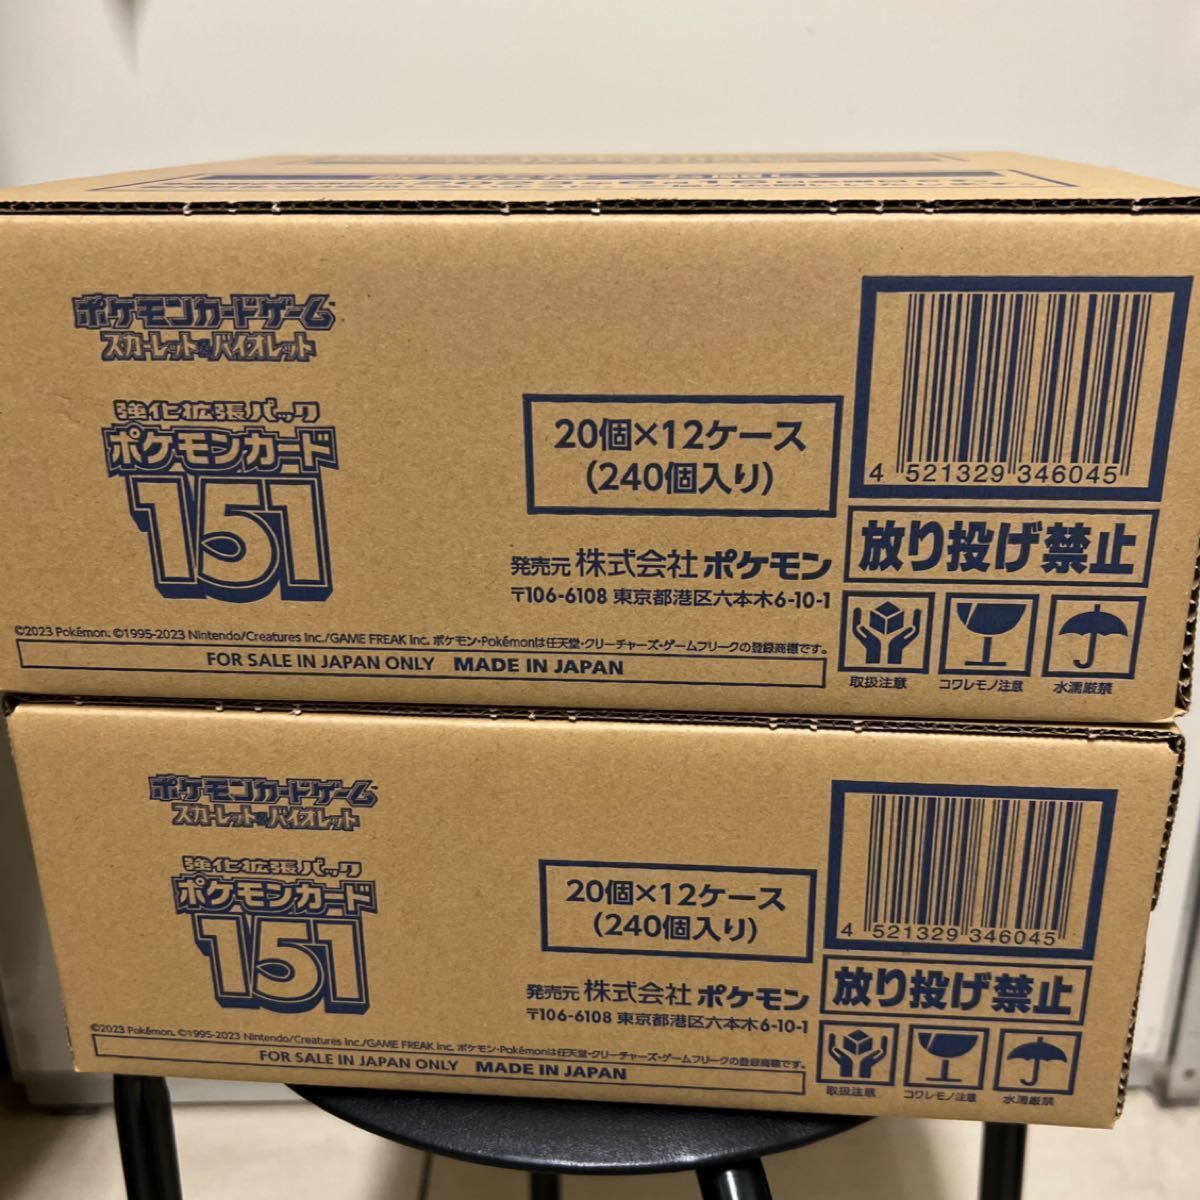 ポケモンカードゲーム
スカーレット&バイオレット
強化拡張パック
ポケモンカード
151
20個×12ケース
(240個入り)
4 521329 346045
発売元 株式会社 ポケモン
〒106-6108 東京都港区六本木6-10-1
放り投げ禁止
取扱注意 コワレモノ注意 水濡厳禁
©2023 Pokémon. ©1995-2023 Nintendo/Creatures Inc./GAME FREAK Inc. ポケモン・Pokémonは任天堂・クリーチャーズ・ゲームフリークの登録商標です。
FOR SALE IN JAPAN ONLY MADE IN JAPAN
ポケモンカードゲーム
スカーレット&バイオレット
強化拡張パック
ポケモンカード
151
20個×12ケース
(240個入り)
4 521329 346045
発売元 株式会社 ポケモン
〒106-6108 東京都港区六本木6-10-1
放り投げ禁止
取扱注意 コワレモノ注意 水濡厳禁
©2023 Pokémon. ©1995-2023 Nintendo/Creatures Inc./GAME FREAK Inc. ポケモン・Pokémonは任天堂・クリーチャーズ・ゲームフリークの登録商標です。
FOR SALE IN JAPAN ONLY MADE IN JAPAN